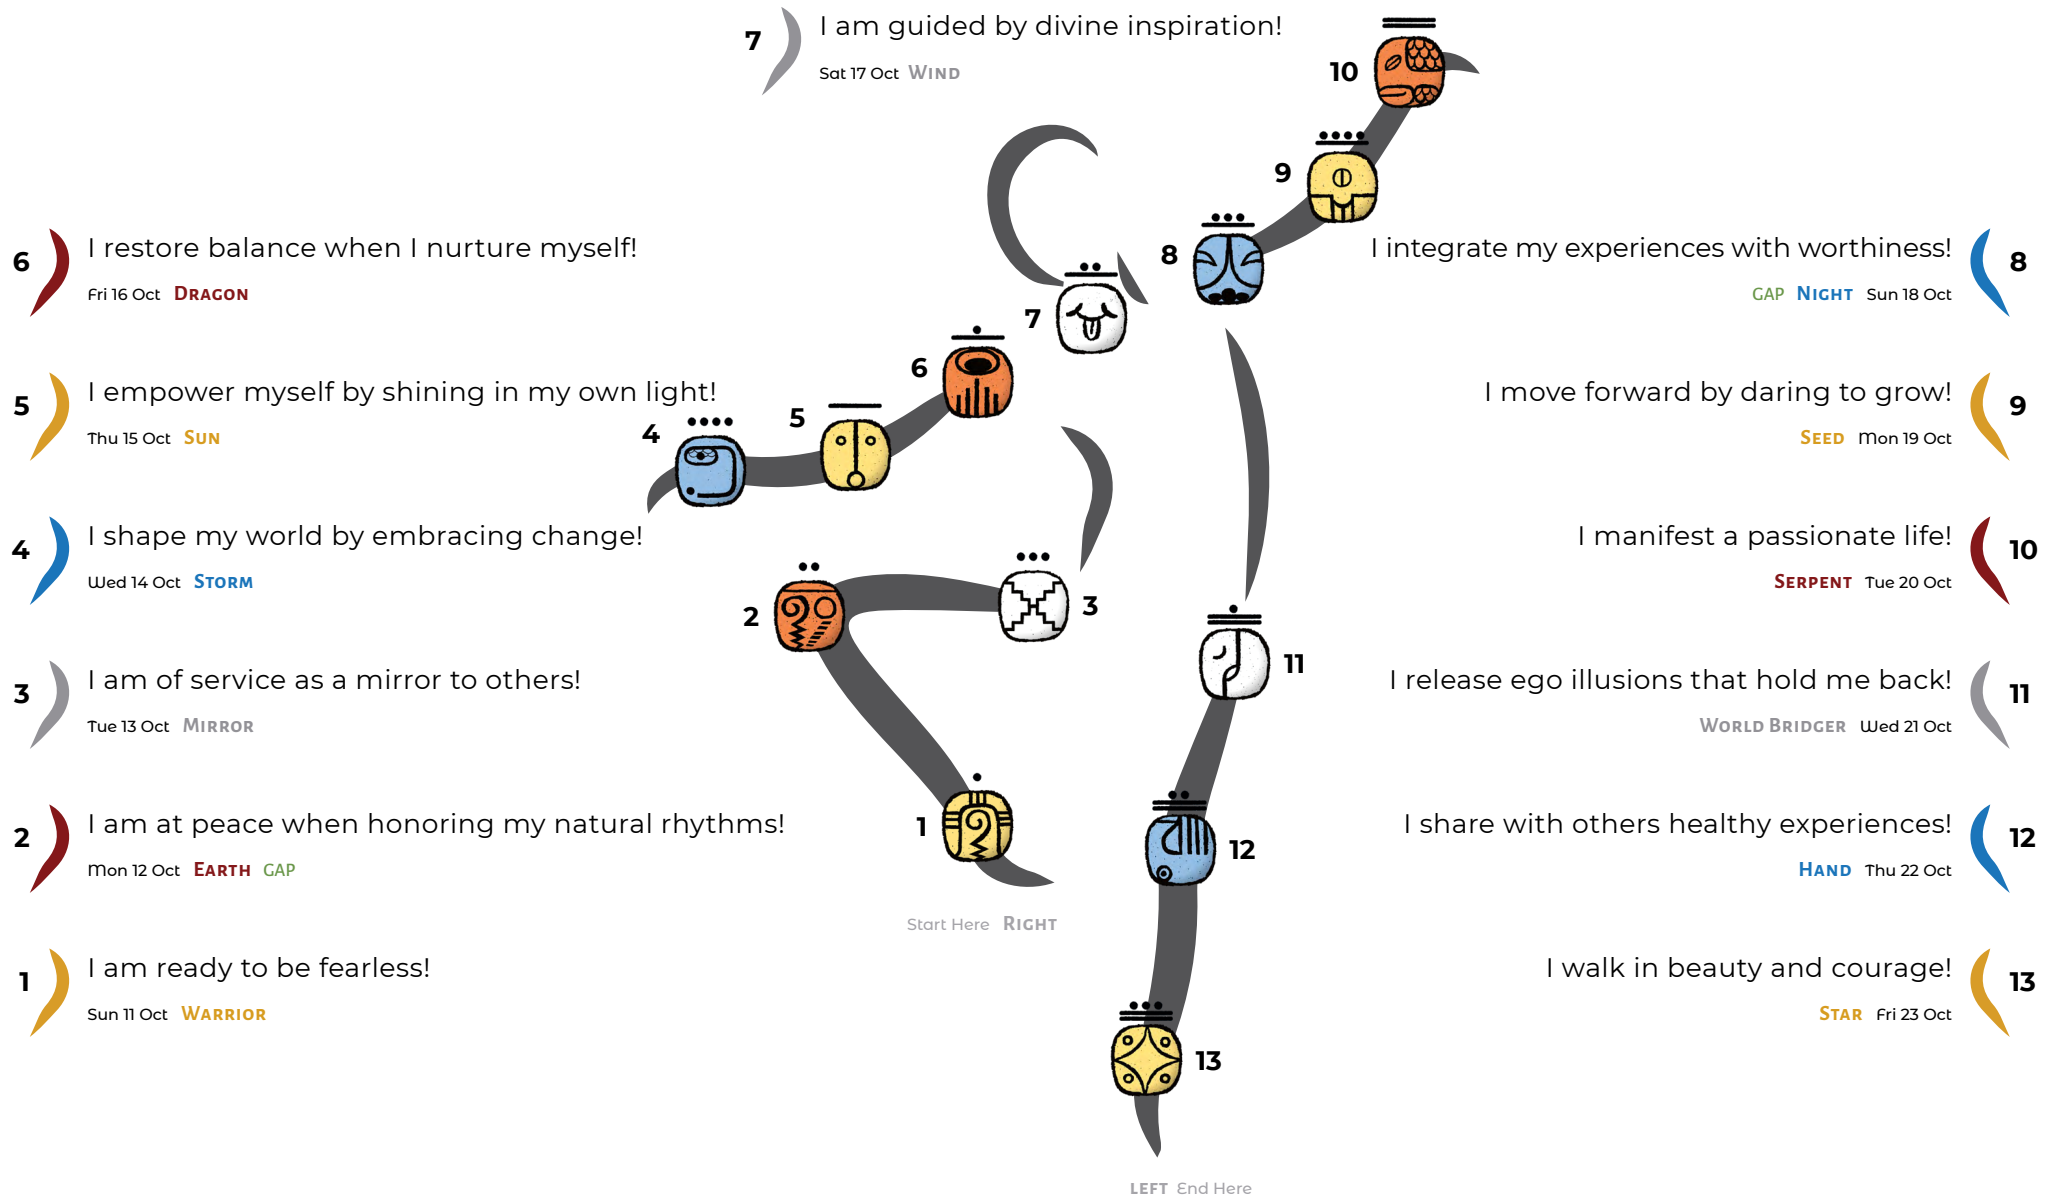 7
I am guided by divine inspiration!
Sat 17 Oct WIND
6
I restore balance when I nurture myself!
Fri 16 Oct DRAGON
5
I empower myself by shining in my own light!
Thu 15 Oct SUN
4
I shape my world by embracing change!
Wed 14 Oct STORM
3
I am of service as a mirror to others!
Tue 13 Oct MIRROR
2
I am at peace when honoring my natural rhythms!
Mon 12 Oct EARTH GAP
1
I am ready to be fearless!
Sun 11 Oct WARRIOR
10
9
8
7
6
5
4
3
2
1
11
12
13
Start Here RIGHT
LEFT End Here
I integrate my experiences with worthiness!
8
GAP NIGHT Sun 18 Oct
I move forward by daring to grow!
9
SEED Mon 19 Oct
I manifest a passionate life!
10
SERPENT Tue 20 Oct
I release ego illusions that hold me back!
11
WORLD BRIDGER Wed 21 Oct
I share with others healthy experiences!
12
HAND Thu 22 Oct
I walk in beauty and courage!
13
STAR Fri 23 Oct